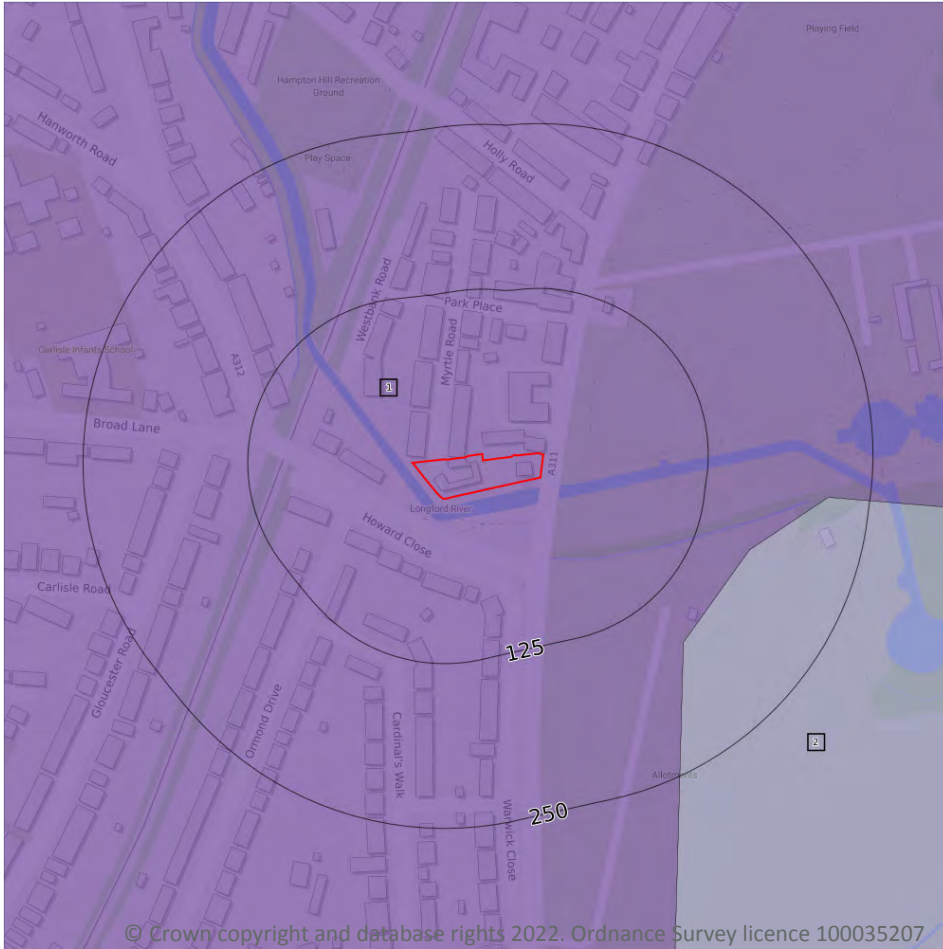 Playing Field
Hampton Hill Recreation
Ground
Hanworth Road
Holly Road
Play Space
Westbank Road
Park Place
Myrtle Road
Carlisle Infants School
A312
1
Broad Lane
A311
Longford River
Howard Close
Carlisle Road
125
Gloucester Road
Ormond Drive
Cardinal's Walk
2
Allotments
250
Warwick Close
© Crown copyright and database rights 2022. Ordnance Survey licence 100035207